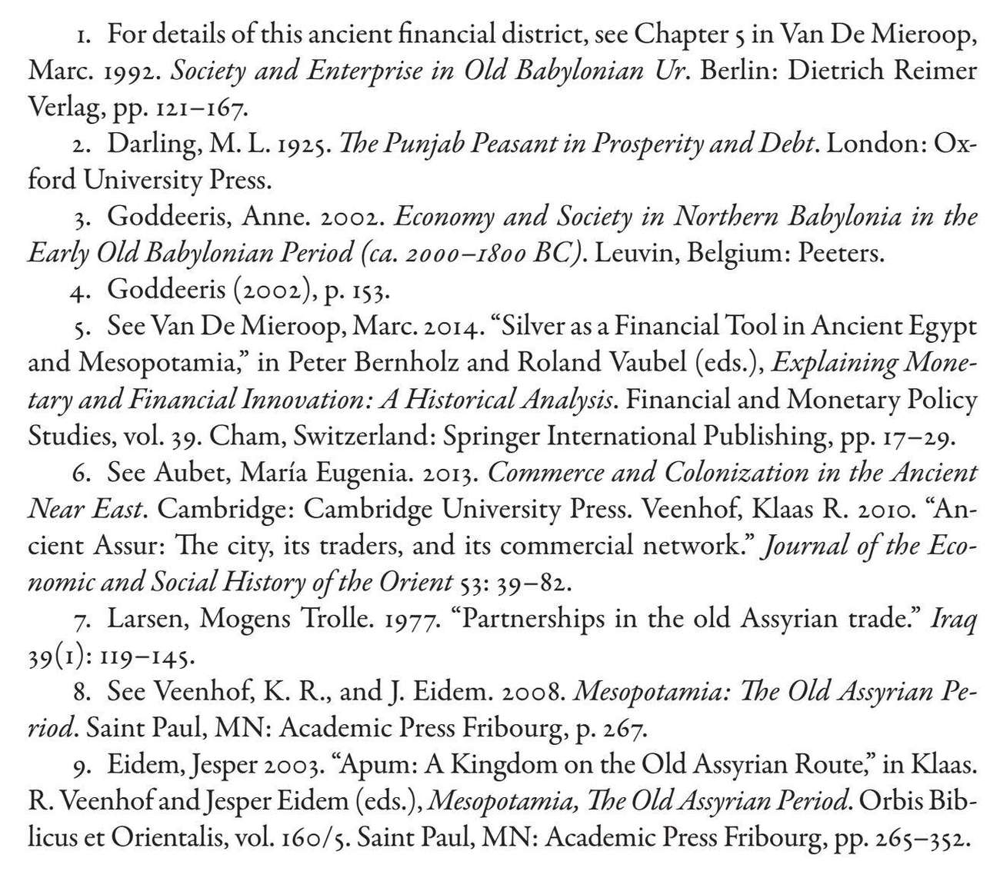 1. For details of this ancient financial district, see Chapter 5 in Van De Mieroop,
Marc. 1992. Society and Enterprise in Old Babylonian Ur. Berlin: Dietrich Reimer
Verlag, pp. 121–167.
2. Darling, M. L. 1925. The Punjab Peasant in Prosperity and Debt. London: Ox-
ford University Press.
3. Goddeeris, Anne. 2002. Economy and Society in Northern Babylonia in the
Early Old Babylonian Period (ca. 2000–1800 BC). Leuvin, Belgium: Peeters.
4. Goddeeris (2002), p. 153.
5. See Van De Mieroop, Marc. 2014. “Silver as a Financial Tool in Ancient Egypt
and Mesopotamia,” in Peter Bernholz and Roland Vaubel (eds.), Explaining Mone-
tary and Financial Innovation: A Historical Analysis. Financial and Monetary Policy
Studies, vol. 39. Cham, Switzerland: Springer International Publishing, pp. 17–29.
6. See Aubet, María Eugenia. 2013. Commerce and Colonization in the Ancient
Near East. Cambridge: Cambridge University Press. Veenhof, Klaas R. 2010. “An-
cient Assur: The city, its traders, and its commercial network.” Journal of the Eco-
nomic and Social History of the Orient 53: 39–82.
7. Larsen, Mogens Trolle. 1977. “Partnerships in the old Assyrian trade.” Iraq
39(1): 119–145.
8. See Veenhof, K. R., and J. Eidem. 2008. Mesopotamia: The Old Assyrian Pe-
riod. Saint Paul, MN: Academic Press Fribourg, p. 267.
9. Eidem, Jesper 2003. “Apum: A Kingdom on the Old Assyrian Route,” in Klaas.
R. Veenhof and Jesper Eidem (eds.), Mesopotamia, The Old Assyrian Period. Orbis Bib-
licus et Orientalis, vol. 160/5. Saint Paul, MN: Academic Press Fribourg, pp. 265–352.